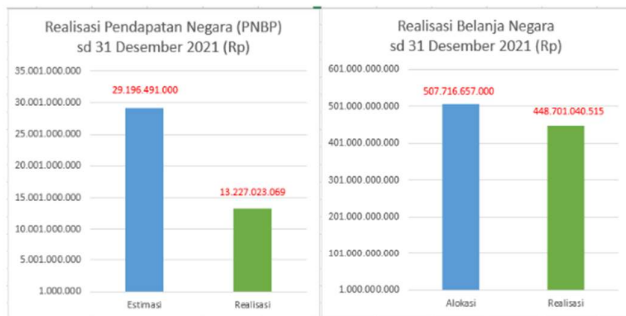 Realisasi Pendapatan Negara (PNBP)
sd 31 Desember 2021 (Rp)
35.001.000.000
30.001.000.000
25.001.000.000
20.001.000.000
15.001.000.000
10.001.000.000
5.001.000.000
1.000.000
29.196.491.000
13.227.023.069
Estimasi
Realisasi
Realisasi Belanja Negara
sd 31 Desember 2021 (Rp)
601.000.000.000
501.000.000.000
401.000.000.000
301.000.000.000
201.000.000.000
101.000.000.000
1.000.000.000
507.716.657.000
448.701.040.515
Alokasi
Realisasi